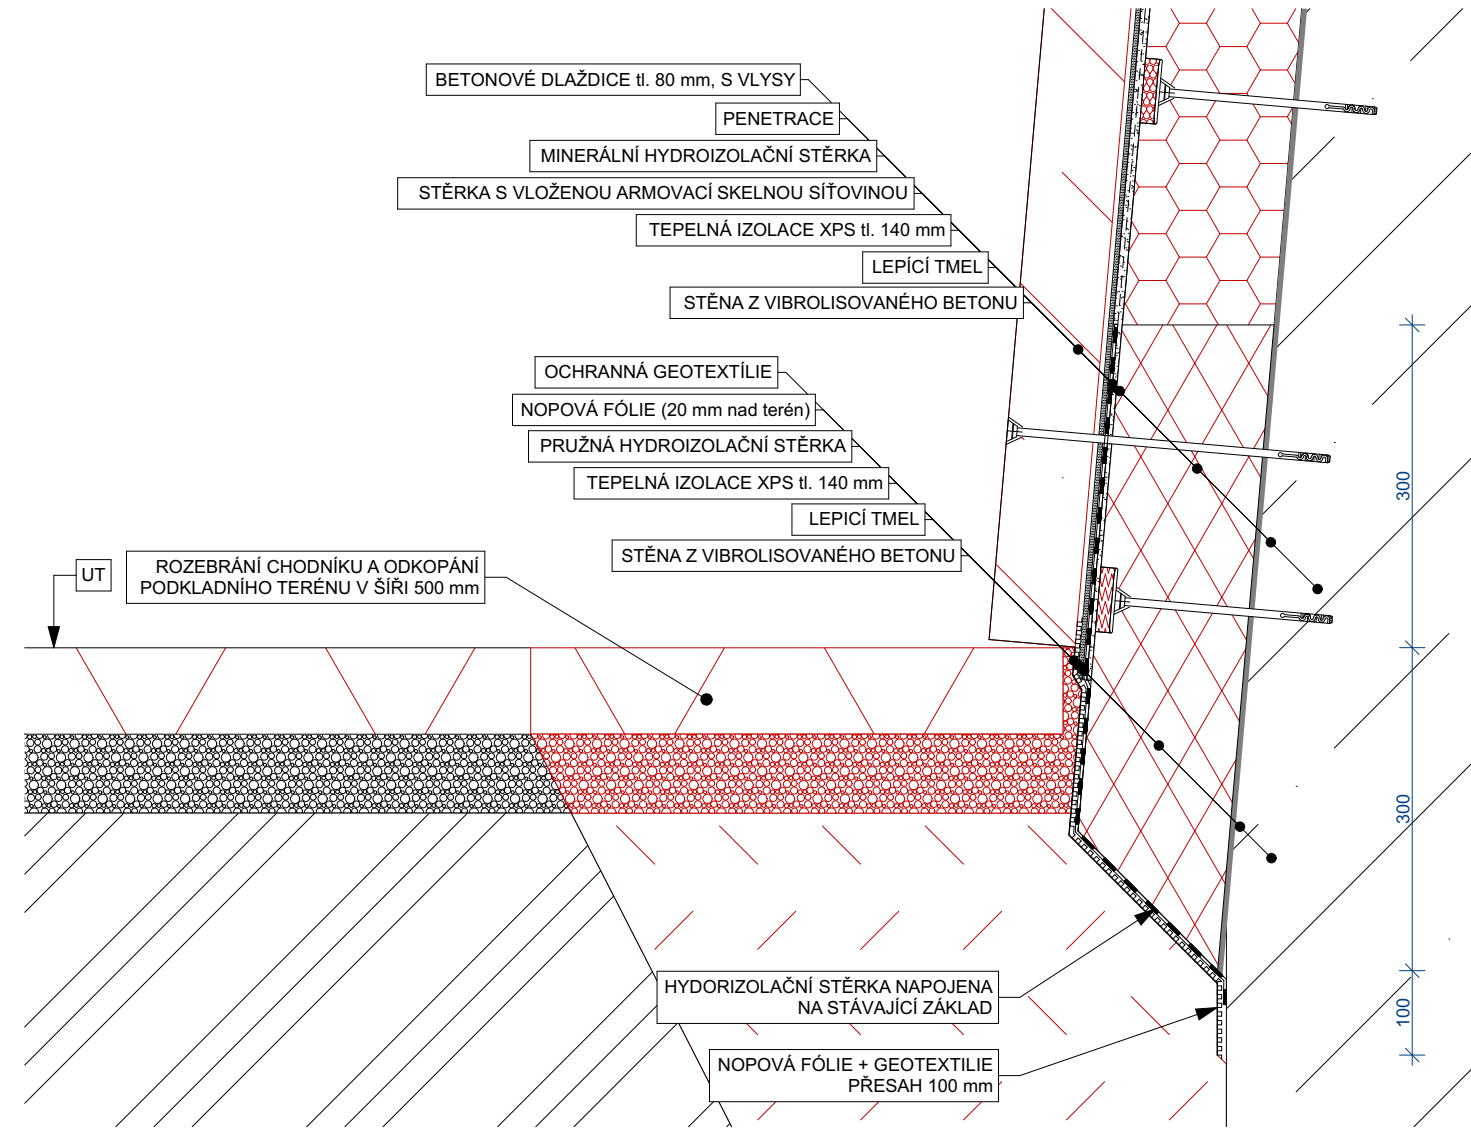 BETONOVÉ DLAŽDICE tl. 80 mm, S VLYSY
PENETRACE
MINERÁLNÍ HYDROIZOLAČNÍ STĚRKA
STĚRKA S VLOŽENOU ARMOVACÍ SKELNOU SÍŤOVINOU
TEPELNÁ IZOLACE XPS tl. 140 mm
LEPÍCÍ TMEL
STĚNA Z VIBROLISOVANÉHO BETONU
OCHRANNÁ GEOTEXTÍLIE
NOPOVÁ FÓLIE (20 mm nad terén)
PRUŽNÁ HYDROIZOLAČNÍ STĚRKA
TEPELNÁ IZOLACE XPS tl. 140 mm
LEPICÍ TMEL
STĚNA Z VIBROLISOVANÉHO BETONU
UT
ROZEBRÁNÍ CHODNÍKU A ODKOPÁNÍ
PODKLADNÍHO TERÉNU V ŠÍŘI 500 mm
HYDORIZOLAČNÍ STĚRKA NAPOJENA
NA STÁVAJÍCÍ ZÁKLAD
NOPOVÁ FÓLIE + GEOTEXTILIE
PŘESAH 100 mm
300
300
100